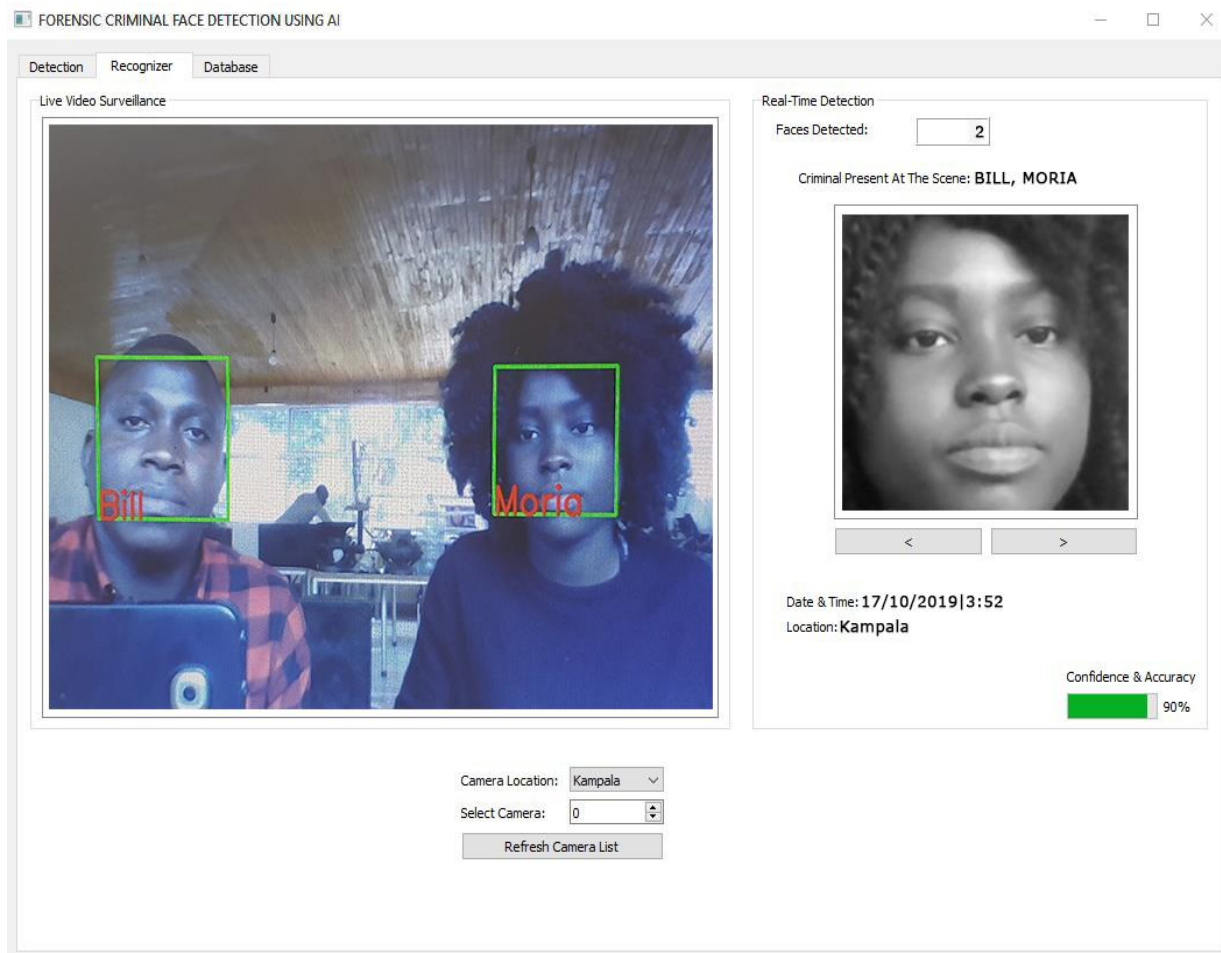 FORENSIC CRIMINAL FACE DETECTION USING AI
Detection Recognizer Database
Live Video Surveillance
Bill
Moria
Real-Time Detection
Faces Detected: 2
Criminal Present At The Scene: BILL, MORIA
< >
Date & Time: 17/10/2019|3:52
Location: Kampala
Confidence & Accuracy
90%
Camera Location: Kampala
Select Camera: 0
Refresh Camera List